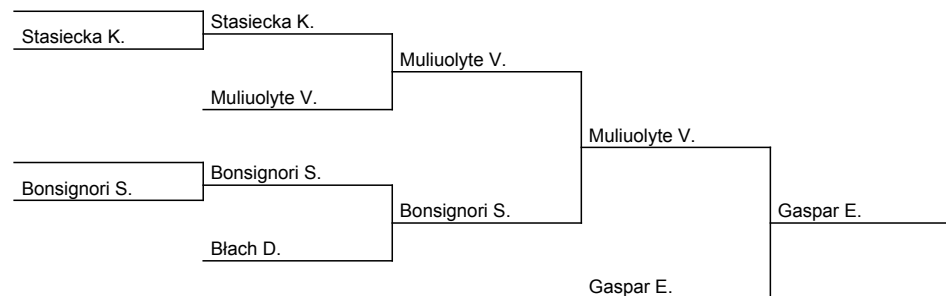 Stasiecka K.
Stasiecka K.
Muliuolyte V.
Muliuolyte V.
Muliuolyte V.
Bonsignori S.
Bonsignori S.
Bonsignori S.
Gaspar E.
Błach D.
Gaspar E.